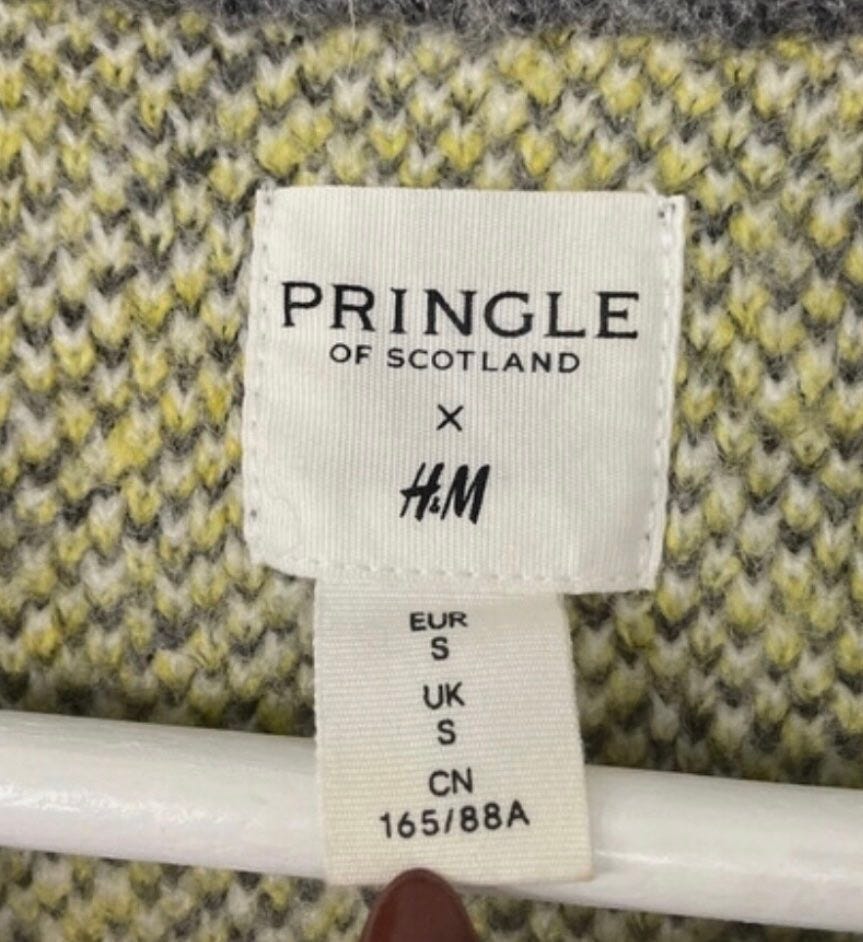 PRINGLE
OF SCOTLAND
X
H&M
EUR
S
UK
S
CN
165/88A